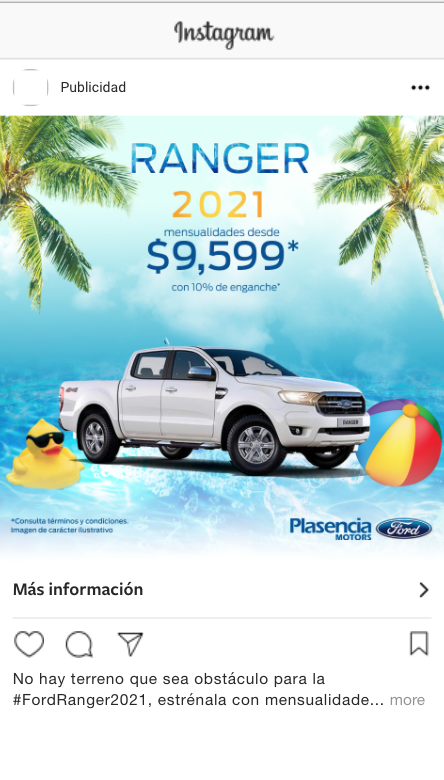 Instagram
Publicidad
RANGER
2021
mensualidades desde
$9,599*
con 10% de enganche*
4x4
RANGER
*Consulta términos y condiciones.
Imagen de carácter ilustrativo
Plasencia
MOTORS
Ford
Más información
No hay terreno que sea obstáculo para la
#FordRanger2021, estrénala con mensualidade... more